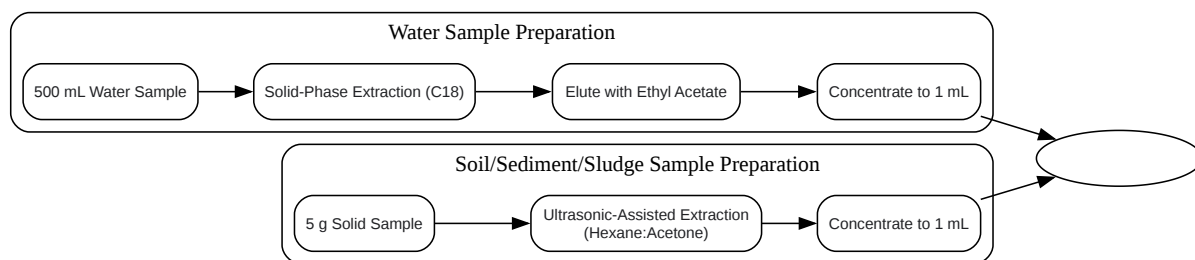 Water Sample Preparation
500 mL Water Sample
Solid-Phase Extraction (C18)
Elute with Ethyl Acetate
Concentrate to 1 mL
Soil/Sediment/Sludge Sample Preparation
5 g Solid Sample
Ultrasonic-Assisted Extraction
(Hexane:Acetone)
Concentrate to 1 mL